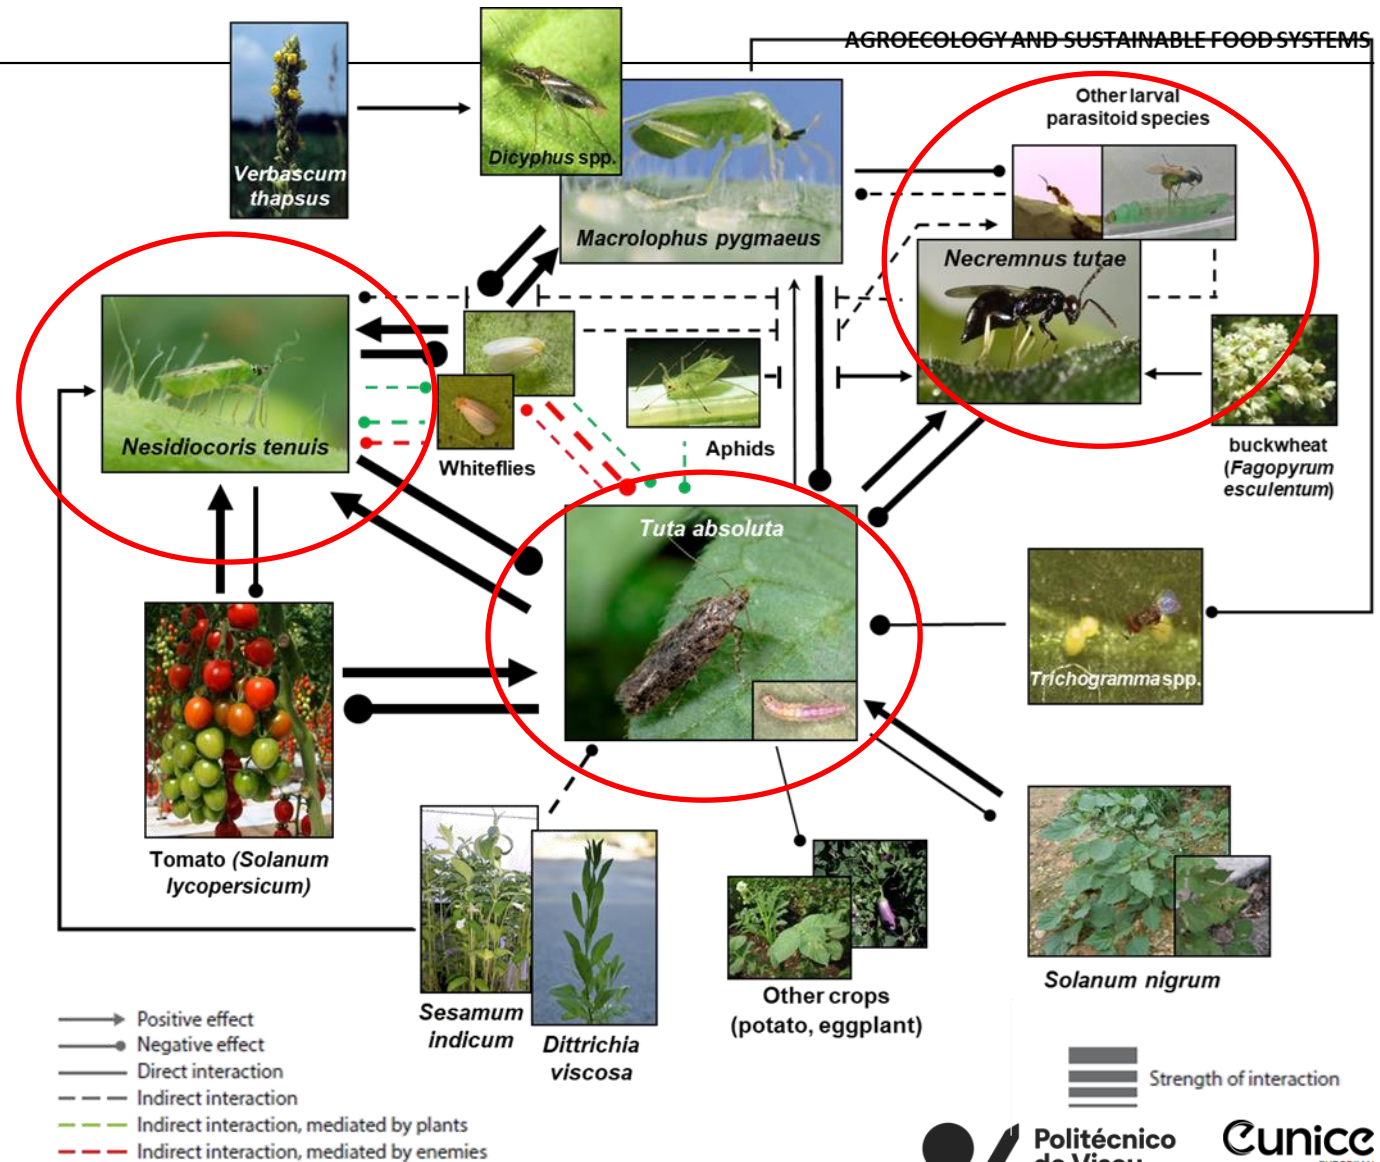 AGROECOLOGY AND SUSTAINABLE FOOD SYSTEMS
Verbascum
thapsus
Dicyphus spp.
Macrolophus pygmaeus
Other larval
parasitoid species
Necremnus tutae
Nesidiocoris tenuis
Whiteflies
Aphids
buckwheat
(Fagopyrum
esculentum)
Tuta absoluta
Trichogramma spp.
Tomato (Solanum
lycopersicum)
Sesamum
indicum
Dittrichia
viscosa
Other crops
(potato, eggplant)
Solanum nigrum
Positive effect
Negative effect
Direct interaction
Indirect interaction
Indirect interaction, mediated by plants
Indirect interaction, mediated by enemies
Strength of interaction
Politécnico
de Viseu
eunice